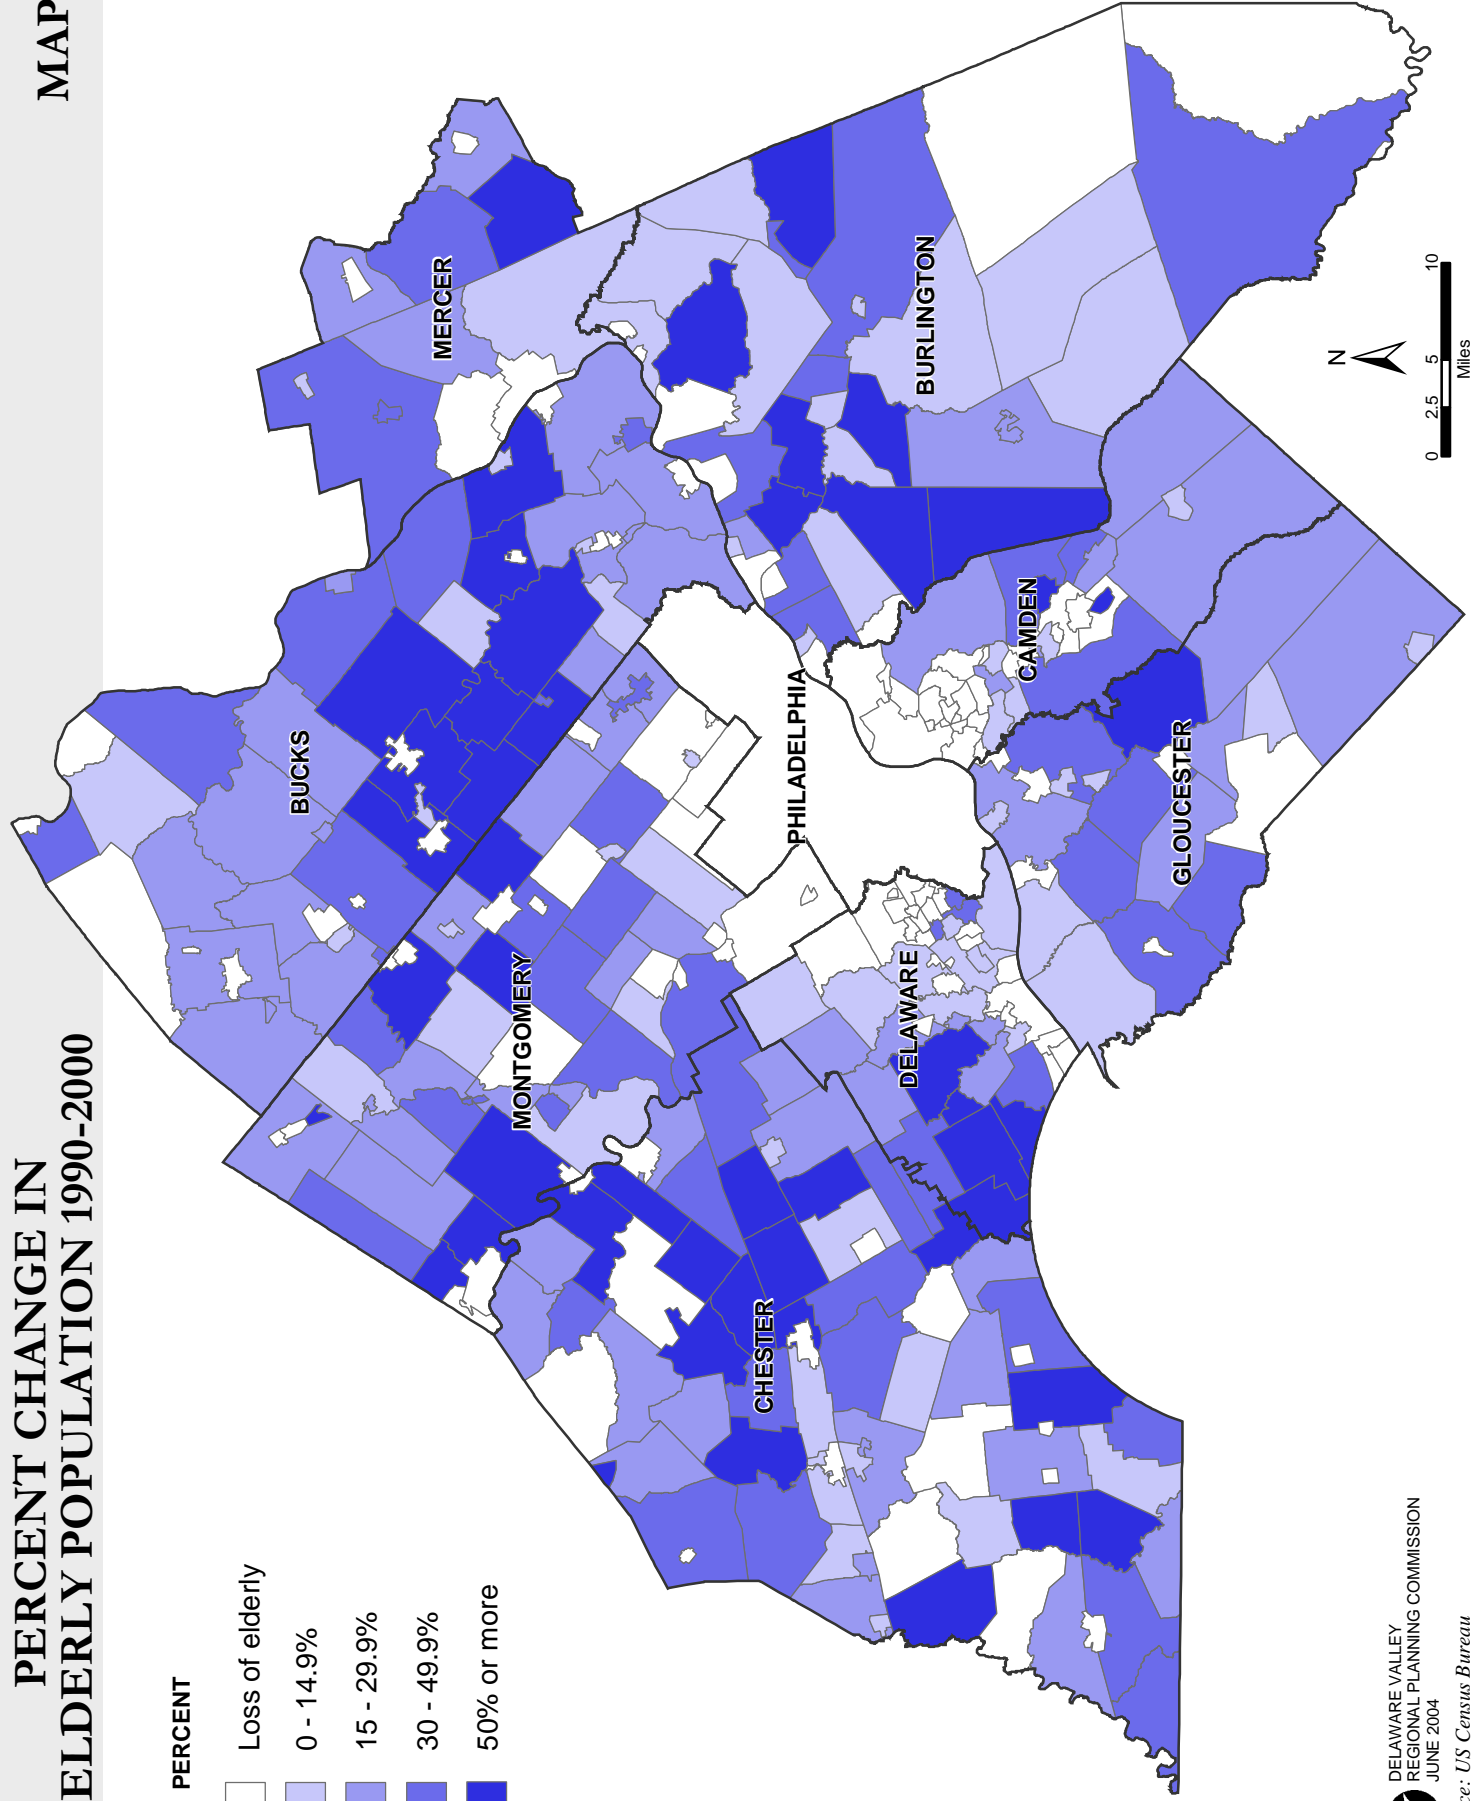 PERCENT CHANGE IN
ELDERLY POPULATION 1990-2000
MAP
PERCENT
Loss of elderly
0 - 14.9%
15 - 29.9%
30 - 49.9%
50% or more
BUCKS
MERCER
MONTGOMERY
PHILADELPHIA
BURLINGTON
CHESTER
DELAWARE
CAMDEN
GLOUCESTER
N
0 2.5 5 10
Miles
DELAWARE VALLEY
REGIONAL PLANNING COMMISSION
JUNE 2004
ce: US Census Bureau